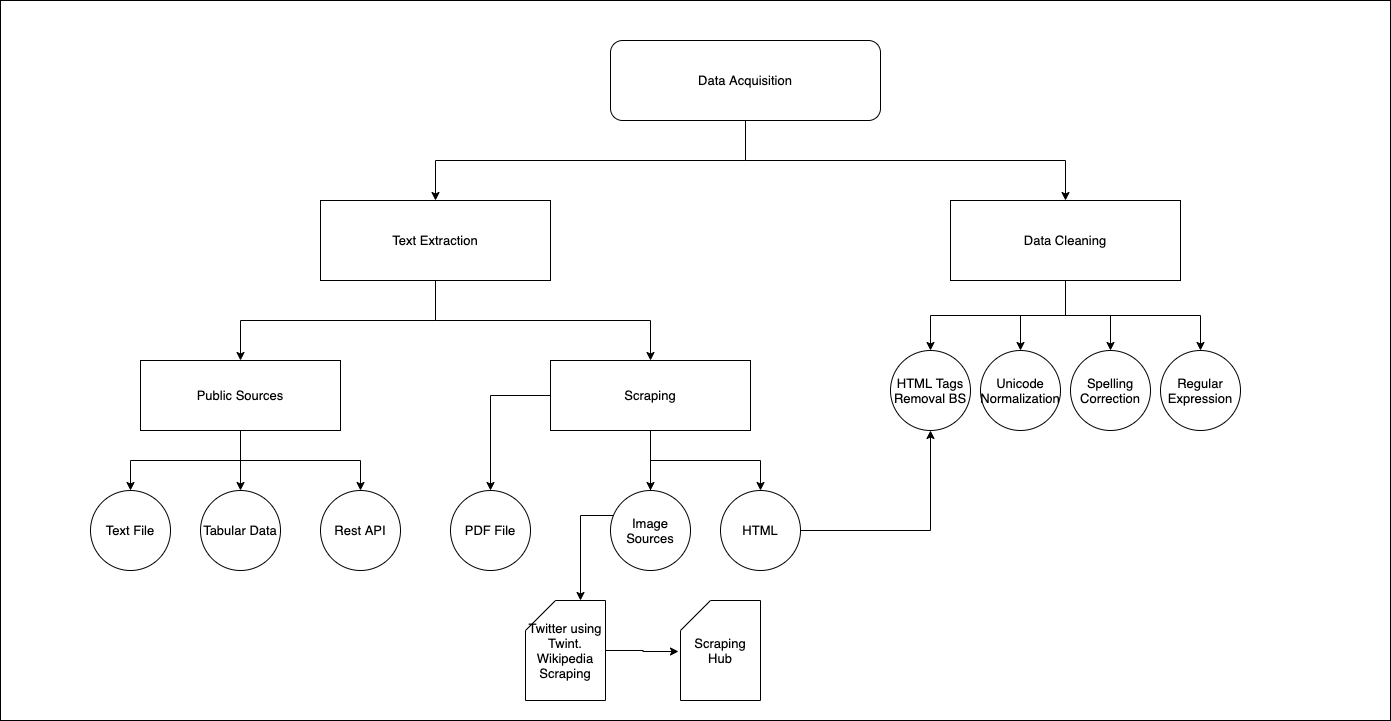 Data Acquisition
Text Extraction
Data Cleaning
Public Sources
Scraping
HTML Tags
Removal BS
Unicode
Normalization
Spelling
Correction
Regular
Expression
Text File
Tabular Data
Rest API
PDF File
Image
Sources
HTML
Twitter using
Twint.
Wikipedia
Scraping
Scraping
Hub